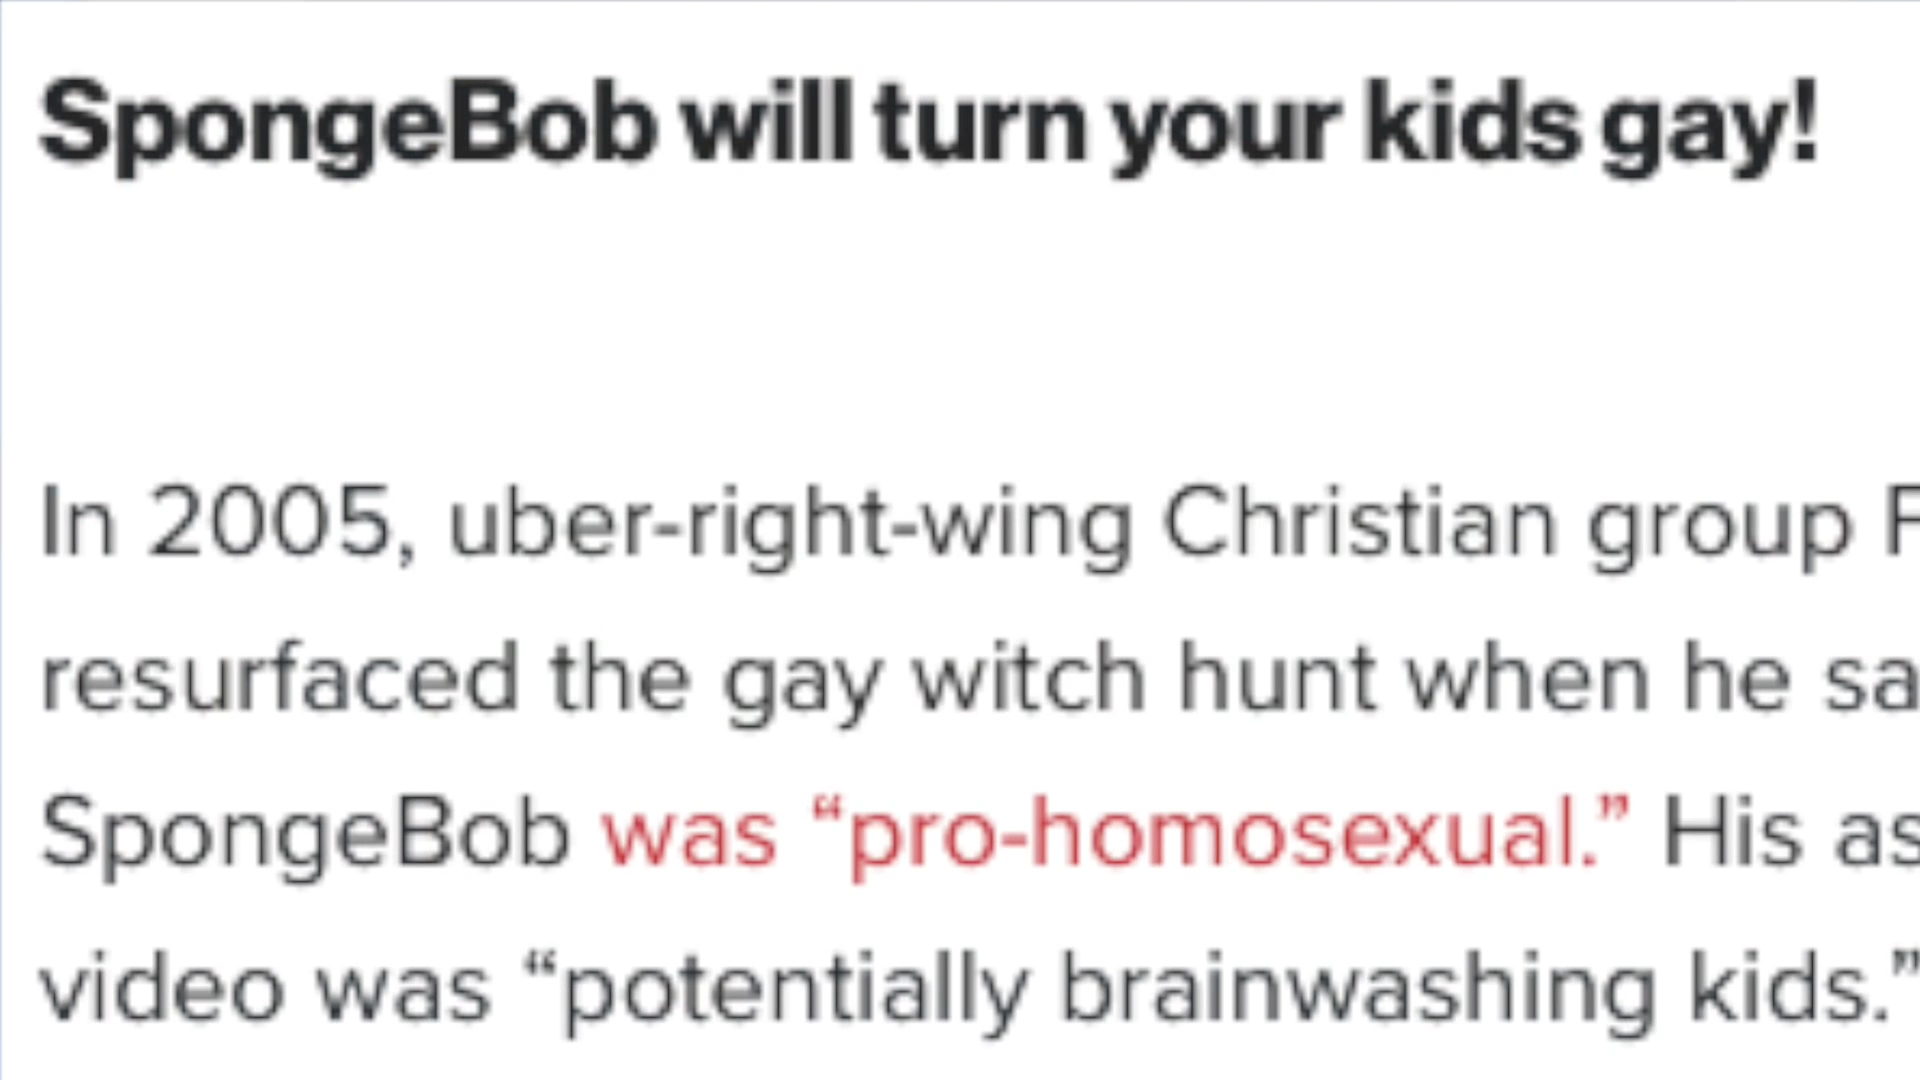 SpongeBob will turn your kids gay!
In 2005, uber-right-wing Christian group
resurfaced the gay witch hunt when he
SpongeBob was “pro-homosexual.” His
video was “potentially brainwashing kids.”